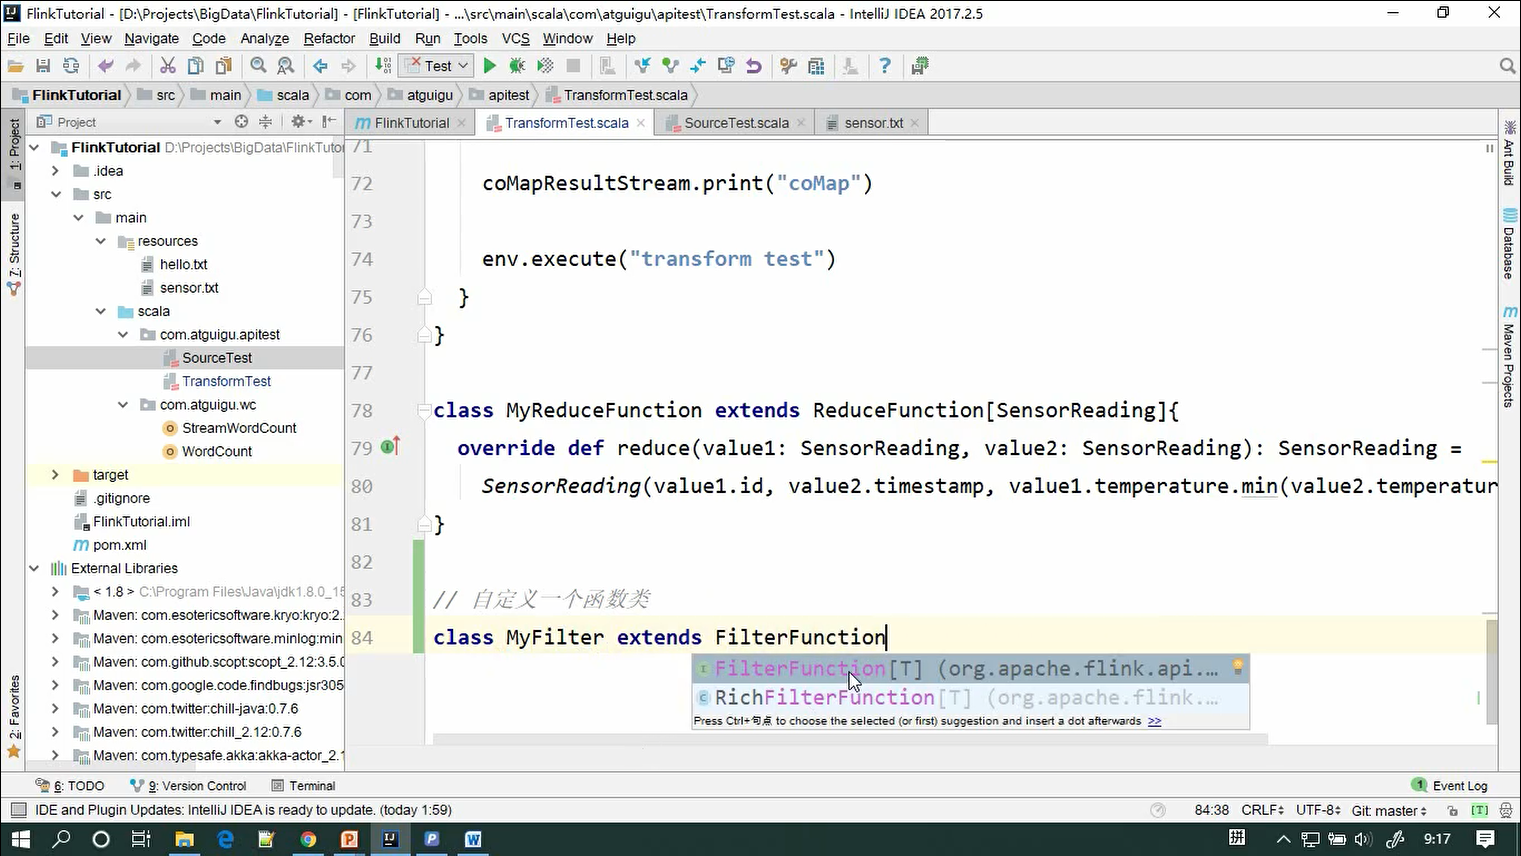 FlinkTutorial - [D:\Projects\BigData\FlinkTutorial] - [FlinkTutorial] - ...\src\main\scala\com\atguigu\apitest\TransformTest.scala - IntelliJ IDEA 2017.2.5
File Edit View Navigate Code Analyze Refactor Build Run Tools VCS Window Help
Test
FlinkTutorial src main scala com atguigu apitest TransformTest.scala
Project
FlinkTutorial TransformTest.scala SourceTest.scala sensor.txt
1: Project
7: Structure
2: Favorites
FlinkTutorial D:\Projects\BigData\FlinkTuto
.idea
src
main
resources
hello.txt
sensor.txt
scala
com.atguigu.apitest
SourceTest
TransformTest
com.atguigu.wc
StreamWordCount
WordCount
target
.gitignore
FlinkTutorial.iml
pom.xml
External Libraries
< 1.8 > C:\Program Files\Java\jdk1.8.0_15
Maven: com.esotericsoftware.kryo:kryo:2.
Maven: com.esotericsoftware.minlog:min
Maven: com.github.scopt:scopt_2.12:3.5.0
Maven: com.google.code.findbugs:jsr305
Maven: com.twitter:chill-java:0.7.6
Maven: com.twitter:chill_2.12:0.7.6
Maven: com.typesafe.akka:akka-actor_2.1
71
72 coMapResultStream.print("coMap")
73
74 env.execute("transform test")
75 }
76 }
77
78 class MyReduceFunction extends ReduceFunction[SensorReading]{
79 override def reduce(value1: SensorReading, value2: SensorReading): SensorReading =
80 SensorReading(value1.id, value2.timestamp, value1.temperature.min(value2.temperatur
81 }
82
83 // 自定义一个函数类
84 class MyFilter extends FilterFunction
FilterFunction[T] (org.apache.flink.api...
RichFilterFunction[T] (org.apache.flink....
Press Ctrl+句点 to choose the selected (or first) suggestion and insert a dot afterwards >>
Ant Build
Database
Maven Projects
6: TODO 9: Version Control Terminal 1 Event Log
IDE and Plugin Updates: IntelliJ IDEA is ready to update. (today 1:59) 84:38 CRLF UTF-8 Git: master [T]
拼 9:17